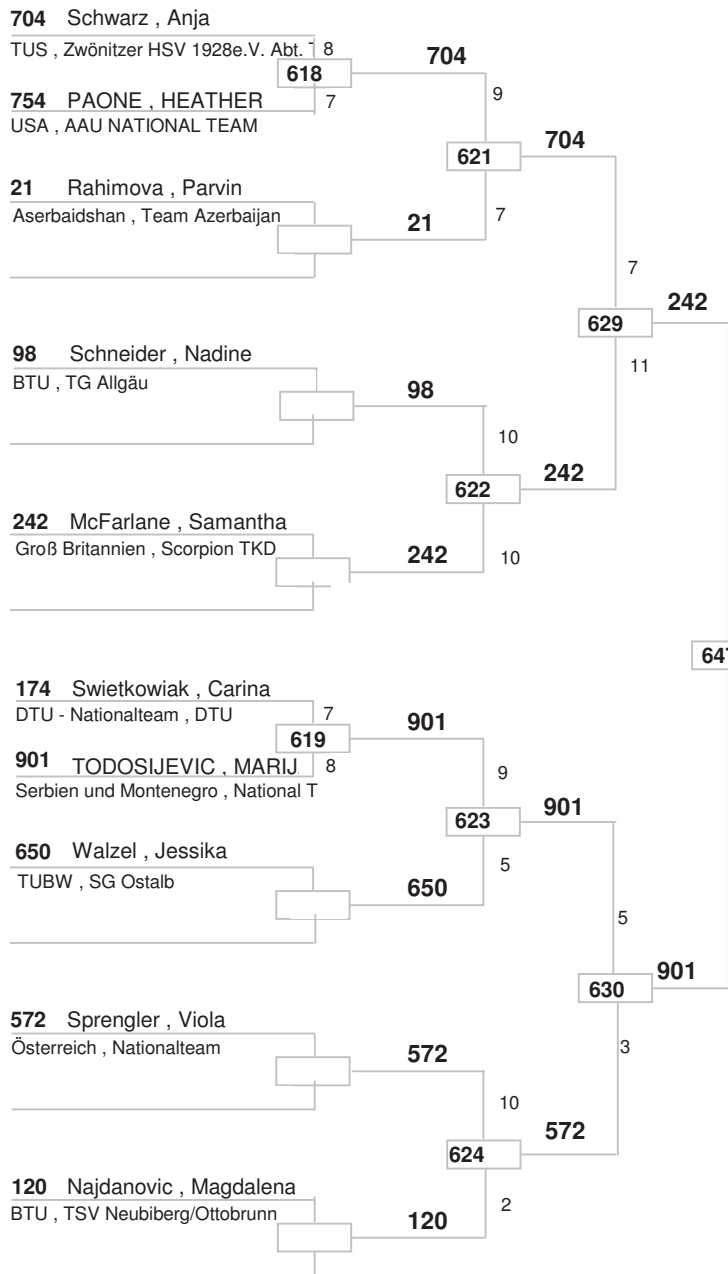 704 Schwarz , Anja
TUS , Zwönitzer HSV 1928e.V. Abt. T
8
704
618
754 PAONE , HEATHER
7
9
USA , AAU NATIONAL TEAM
704
621
21 Rahimova , Parvin
Aserbaidshan , Team Azerbaijan
21
7
7
242
629
98 Schneider , Nadine
11
BTU , TG Allgäu
98
10
242
622
242 McFarlane , Samantha
Groß Britannien , Scorpion TKD
242
10
647
174 Swietkowiak , Carina
DTU - Nationalteam , DTU
7
901
619
901 TODOSIJEVIC , MARIJ
8
9
Serbien und Montenegro , National T
901
623
650 Walzel , Jessika
5
TUBW , SG Ostalb
650
5
901
630
572 Sprengler , Viola
Österreich , Nationalteam
572
3
10
572
624
120 Najdanovic , Magdalena
BTU , TSV Neubiberg/Ottobrunn
120
2